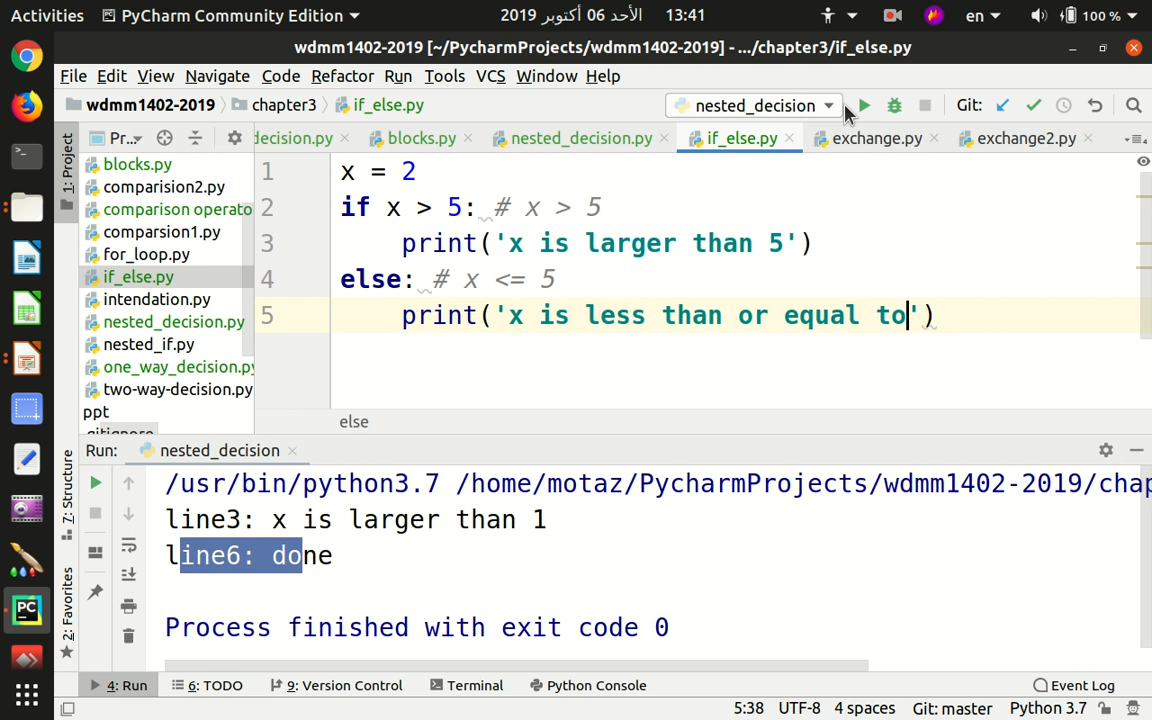 Activities PyCharm Community Edition 2019 الأحد 06 أكتوبر 13:41 en 100 %
wdmm1402-2019 [~/PycharmProjects/wdmm1402-2019] - .../chapter3/if_else.py
File Edit View Navigate Code Refactor Run Tools VCS Window Help
wdmm1402-2019 chapter3 if_else.py nested_decision Git:
1: Project
Pr... decision.py blocks.py nested_decision.py if_else.py exchange.py exchange2.py
blocks.py
comparision2.py
comparison operato
comparsion1.py
for_loop.py
if_else.py
intendation.py
nested_decision.py
nested_if.py
one_way_decision.py
two-way-decision.py
ppt
.gitignore
1 x = 2
2 if x > 5: # x > 5
3 print('x is larger than 5')
4 else: # x <= 5
5 print('x is less than or equal to')
else
Run: nested_decision
7: Structure
2: Favorites
/usr/bin/python3.7 /home/motaz/PycharmProjects/wdmm1402-2019/chap
line3: x is larger than 1
line6: done
Process finished with exit code 0
4: Run 6: TODO 9: Version Control Terminal Python Console Event Log
5:38 UTF-8 4 spaces Git: master Python 3.7